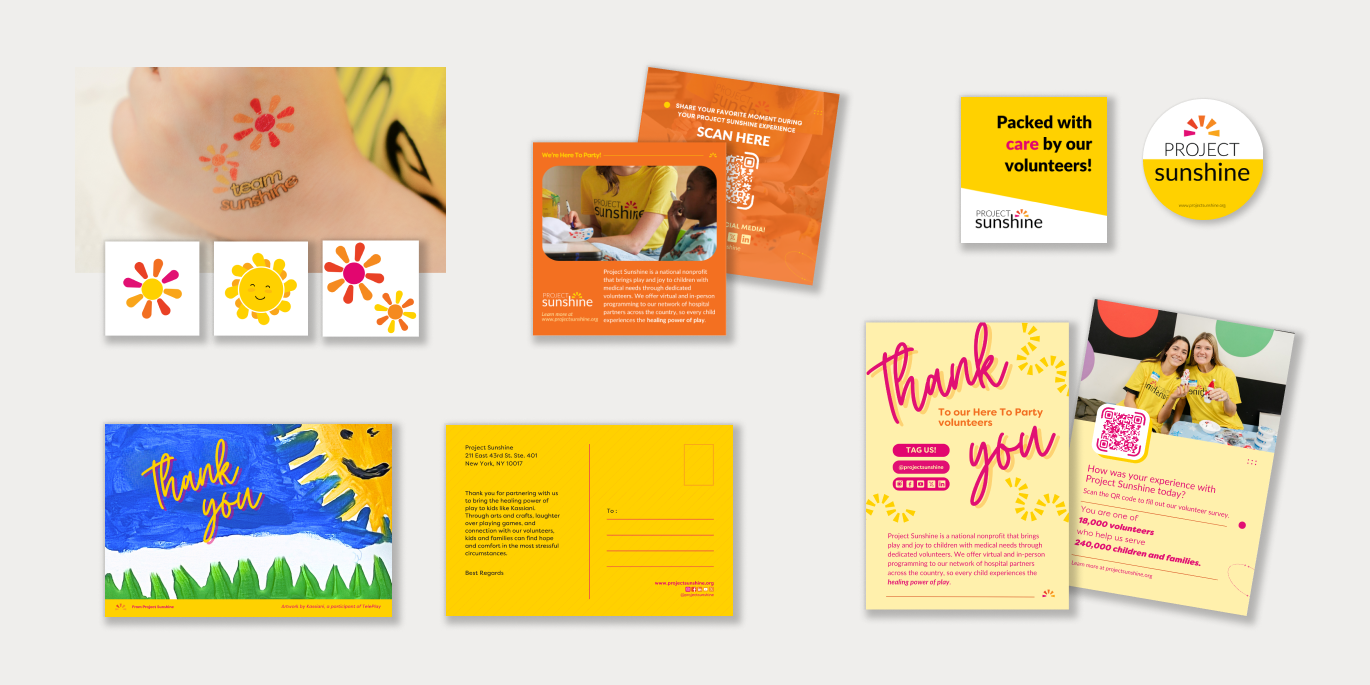 team
sunshine
SHARE YOUR FAVORITE MOMENT DURING
YOUR PROJECT SUNSHINE EXPERIENCE
SCAN HERE
We're Here To Party!
PROJECT
sunshine
Project Sunshine is a national nonprofit
that brings play and joy to children with
medical needs through dedicated
volunteers. We offer virtual and in-person
programming to our network of hospital
partners across the country, so every child
experiences the healing power of play.
PROJECT
sunshine
Learn more at
www.projectsunshine.org
MEDIA!
Packed with
care by our
volunteers!
PROJECT
sunshine
PROJECT
sunshine
www.projectsunshine.org
thank
you
From Project Sunshine
Artwork by Kassiani, a participant of TelePlay
Project Sunshine
211 East 43rd St, Ste. 401
New York, NY 10017
Thank you for partnering with us
to bring the healing power of
play to kids like Kassiani.
Through arts and crafts, laughter
over playing games, and
connection with our volunteers,
kids and families can find hope
and comfort in the most stressful
circumstances.
Best Regards
To :
www.projectsunshine.org
@projectsunshine
Thank
To our Here To Party
volunteers
you
TAG US!
@projectsunshine
Project Sunshine is a national nonprofit that brings
play and joy to children with medical needs through
dedicated volunteers. We offer virtual and in-person
programming to our network of hospital partners
across the country, so every child experiences the
healing power of play.
How was your experience with
Project Sunshine today?
Scan the QR code to fill out our volunteer survey.
You are one of
18,000 volunteers
who help us serve
240,000 children and families.
Learn more at projectsunshine.org